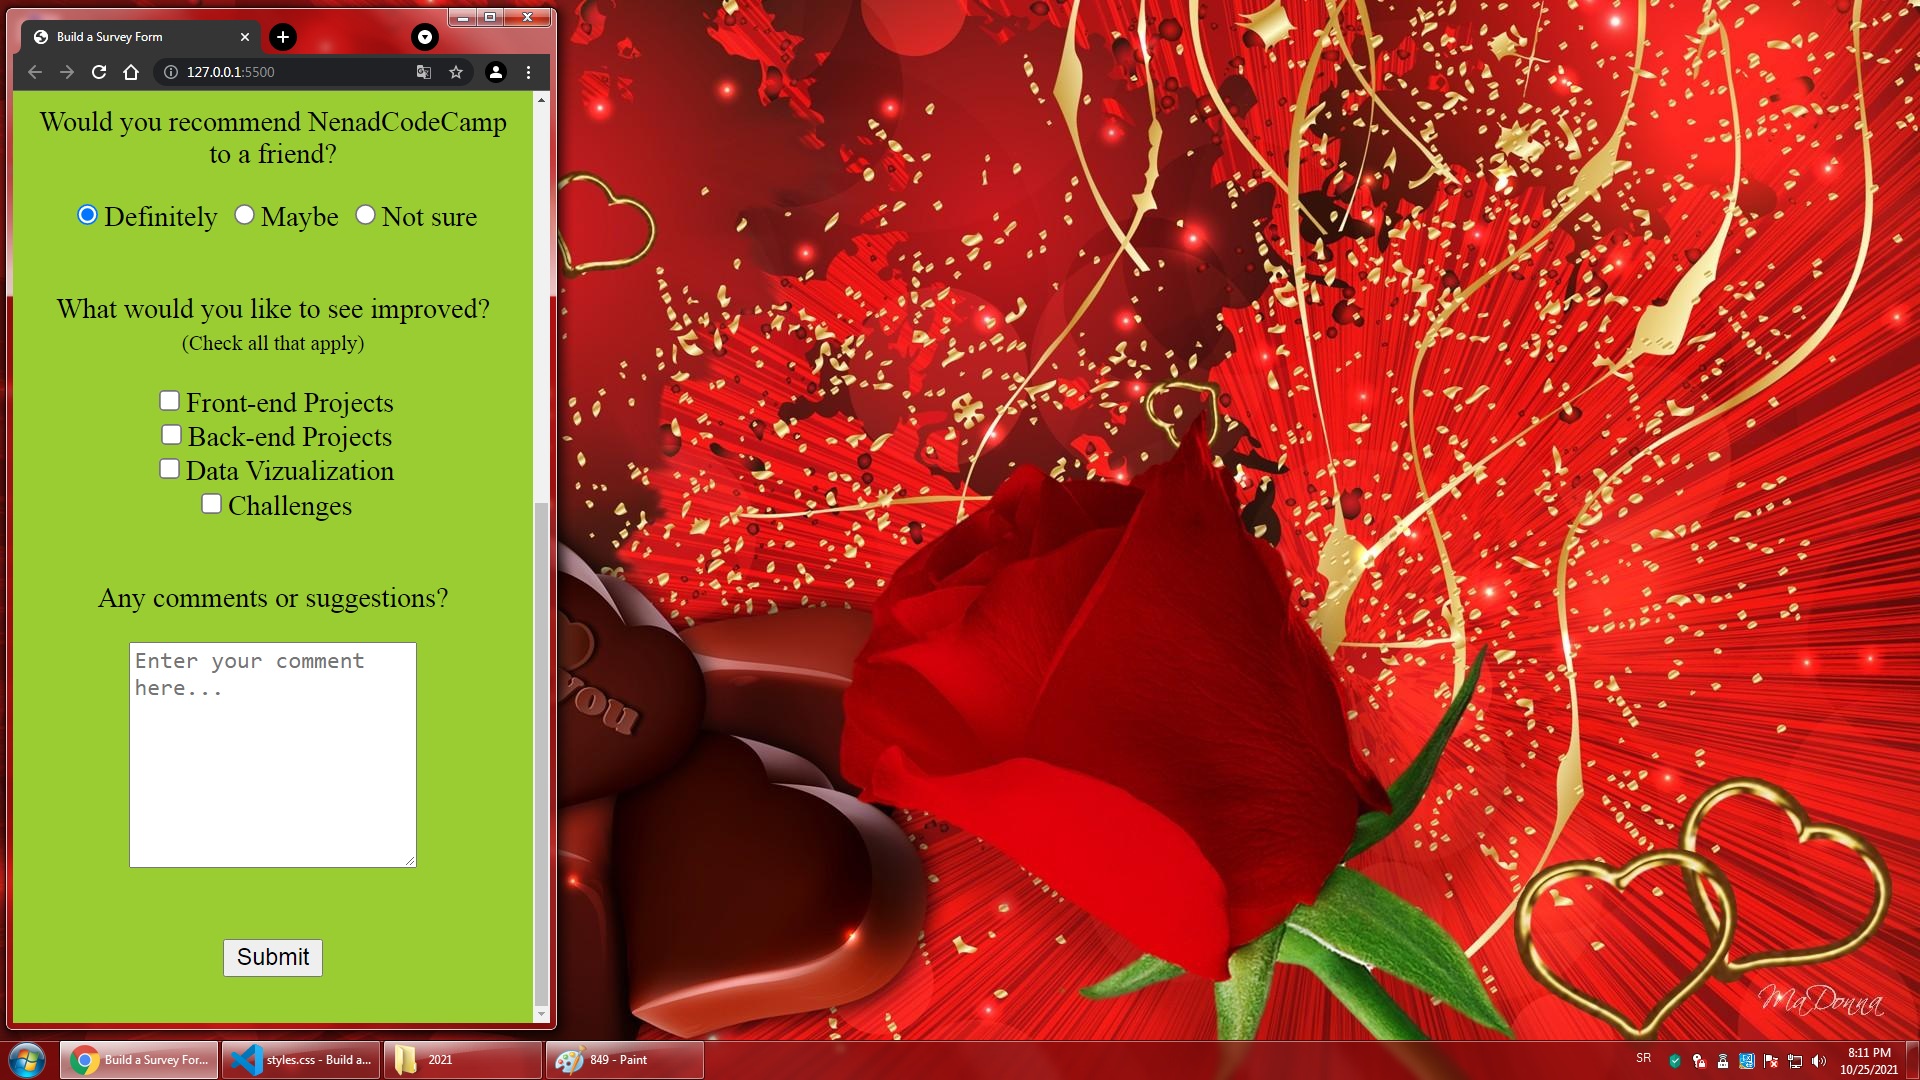 Build a Survey Form
127.0.0.1:5500
Would you recommend NenadCodeCamp
to a friend?
Definitely Maybe Not sure
What would you like to see improved?
(Check all that apply)
Front-end Projects
Back-end Projects
Data Vizualization
Challenges
Any comments or suggestions?
Enter your comment
here...
Submit
you
MaDonna
Build a Survey For...
styles.css - Build a...
2021
849 - Paint
SR
8:11 PM
10/25/2021